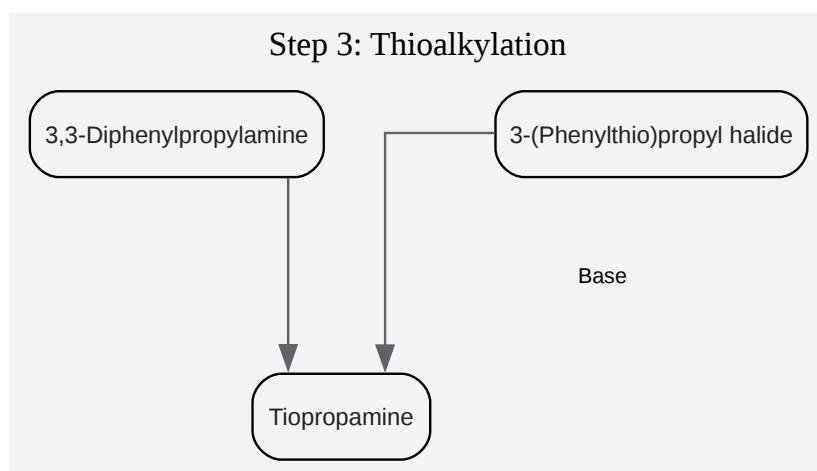 Step 3: Thioalkylation
3,3-Diphenylpropylamine
3-(Phenylthio)propyl halide
Base
Tiopropamine